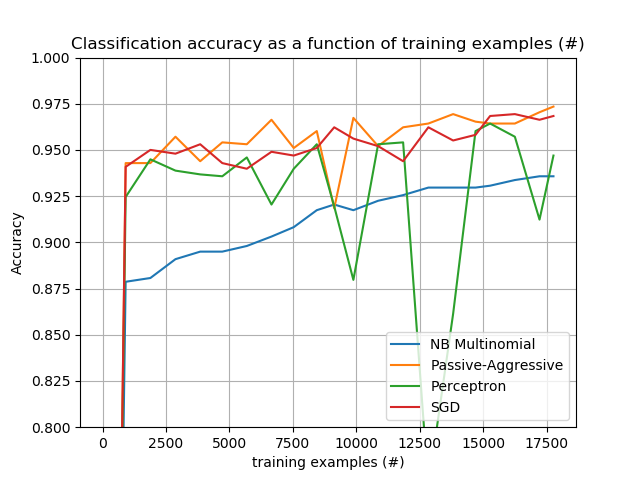 Classification accuracy as a function of training examples (#)
1.000
0.975
0.950
0.925
0.900
0.875
0.850
0.825
0.800
Accuracy
NB Multinomial
Passive-Aggressive
Perceptron
SGD
0 2500 5000 7500 10000 12500 15000 17500
training examples (#)